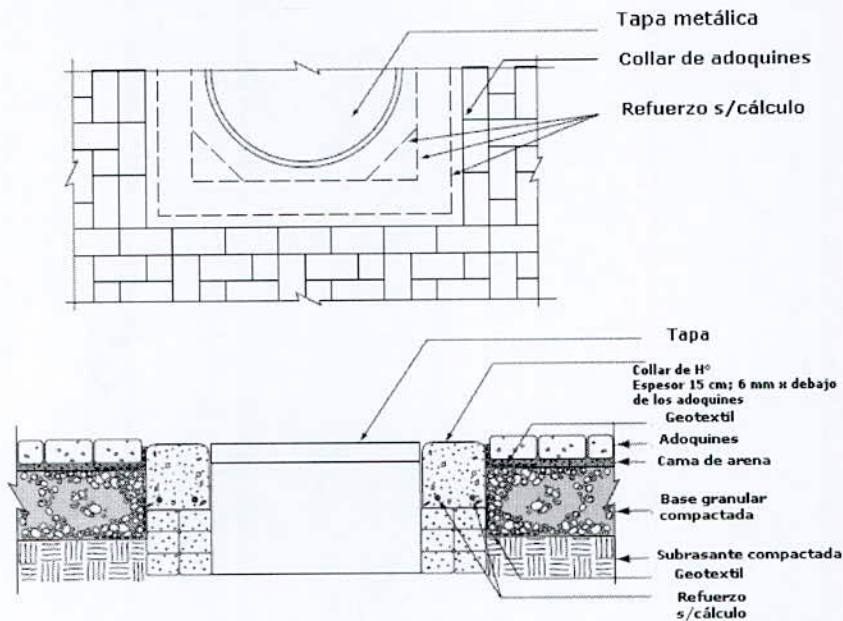 Tapa metálica
Collar de adoquines
Refuerzo s/cálculo
Tapa
Collar de Hº
Espesor 15 cm; 6 mm x debajo
de los adoquines
Geotextil
Adoquines
Cama de arena
Base granular
compactada
Subrasante compactada
Geotextil
Refuerzo
s/cálculo